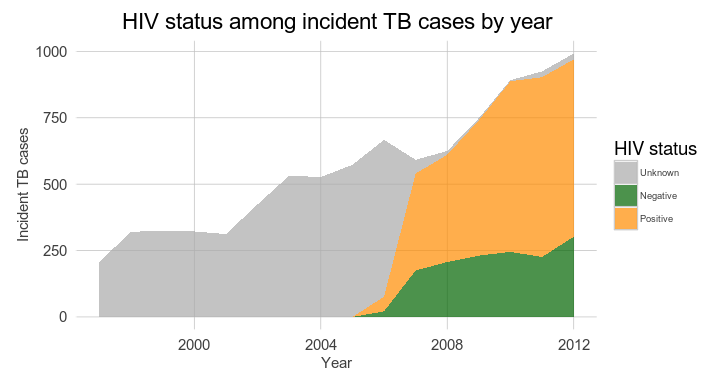 HIV status among incident TB cases by year
1000
750
500
250
0
Incident TB cases
2000 2004 2008 2012
Year
HIV status
Unknown
Negative
Positive